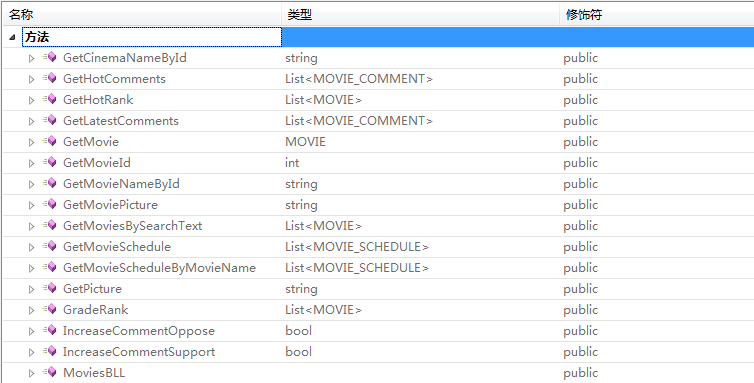 名称 类型 修饰符
方法
GetCinemaNameById string public
GetHotComments List<MOVIE_COMMENT> public
GetHotRank List<MOVIE> public
GetLatestComments List<MOVIE_COMMENT> public
GetMovie MOVIE public
GetMovieId int public
GetMovieNameById string public
GetMoviePicture string public
GetMoviesBySearchText List<MOVIE> public
GetMovieSchedule List<MOVIE_SCHEDULE> public
GetMovieScheduleByMovieName List<MOVIE_SCHEDULE> public
GetPicture string public
GradeRank List<MOVIE> public
IncreaseCommentOppose bool public
IncreaseCommentSupport bool public
MoviesBLL public